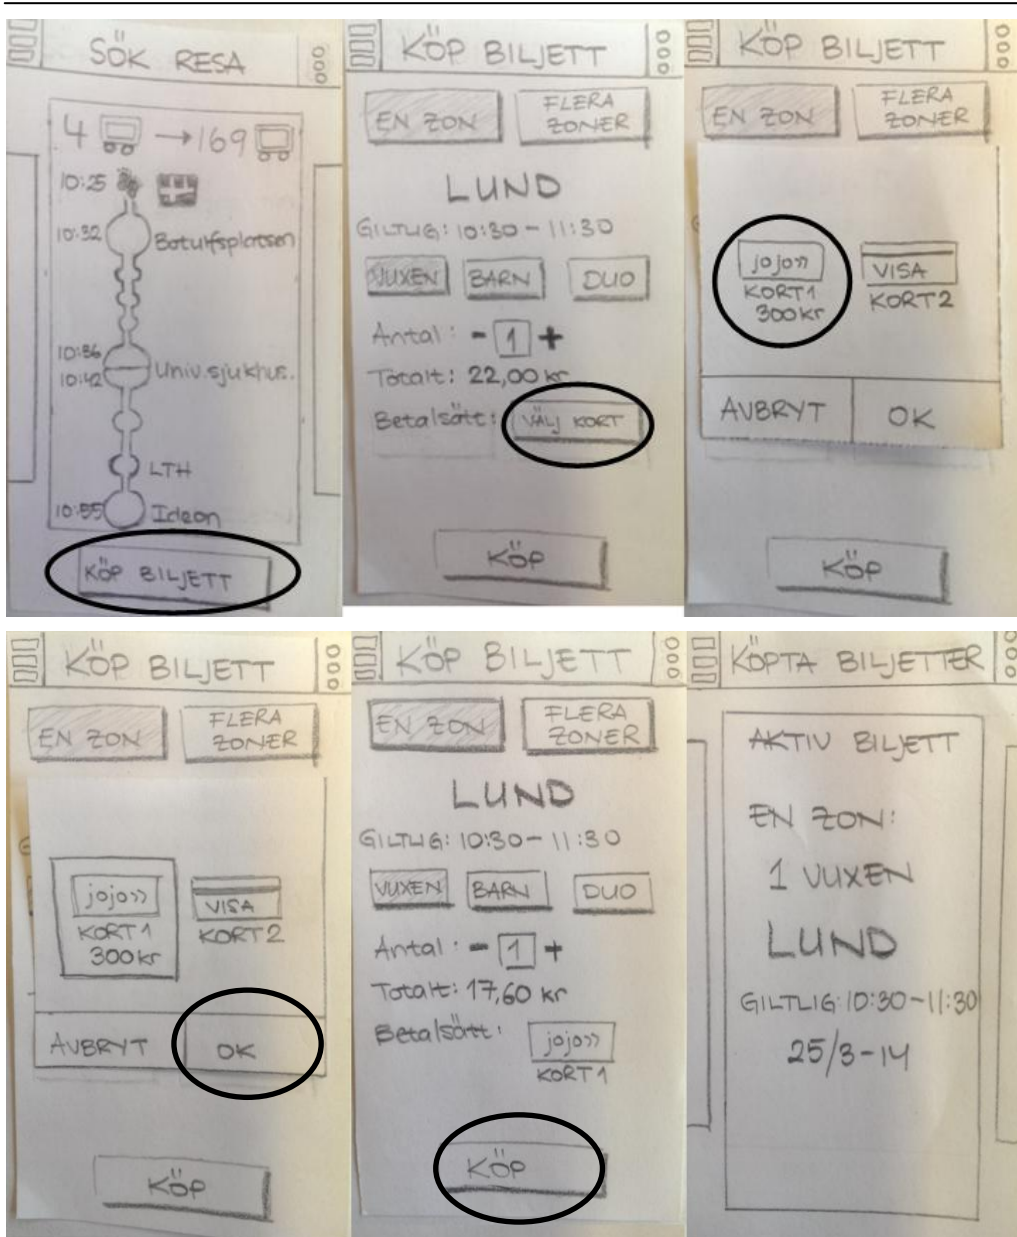 SÖK RESA
4 → 169
10:25
10:32 Botulfsplatsen
10:36
10:42 Univ.sjukhus.
LTH
10:55 Ideon
KÖP BILJETT
KÖP BILJETT
EN ZON FLERA ZONER
LUND
GILTLIG: 10:30 - 11:30
VUXEN BARN DUO
Antal: - 1 +
Totalt: 22,00 kr
Betalsätt: VÄLJ KORT
KÖP
KÖP BILJETT
EN ZON FLERA ZONER
jojo)) VISA
KORT1 KORT2
300kr
AVBRYT OK
KÖP
KÖP BILJETT
EN ZON FLERA ZONER
jojo)) VISA
KORT1 KORT2
300kr
AVBRYT OK
KÖP
KÖP BILJETT
EN ZON FLERA ZONER
LUND
GILTLIG: 10:30 - 11:30
VUXEN BARN DUO
Antal: - 1 +
Totalt: 17,60 kr
Betalsätt: jojo))
KORT1
KÖP
KÖPTA BILJETTER
AKTIV BILJETT
EN ZON:
1 VUXEN
LUND
GILTLIG: 10:30-11:30
25/3-14